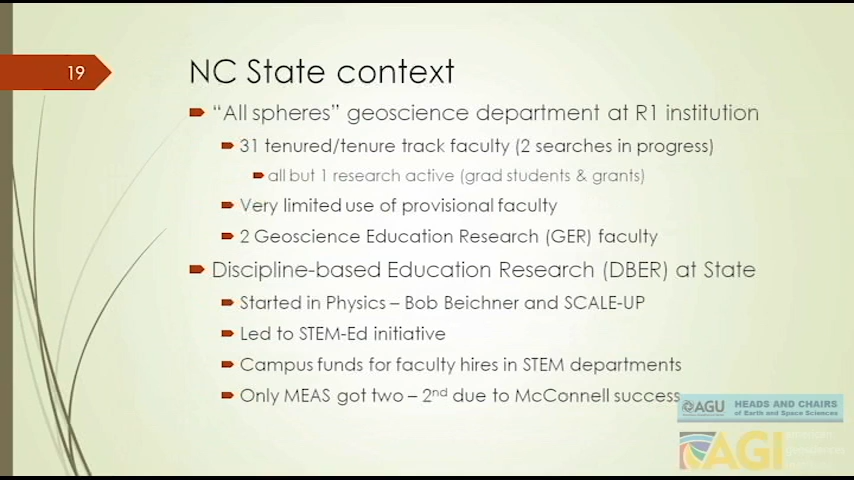 19
NC State context
"All spheres" geoscience department at R1 institution
31 tenured/tenure track faculty (2 searches in progress)
all but 1 research active (grad students & grants)
Very limited use of provisional faculty
2 Geoscience Education Research (GER) faculty
Discipline-based Education Research (DBER) at State
Started in Physics – Bob Beichner and SCALE-UP
Led to STEM-Ed initiative
Campus funds for faculty hires in STEM departments
Only MEAS got two – 2nd due to McConnell success
AGU HEADS AND CHAIRS
of Earth and Space Sciences
AGI